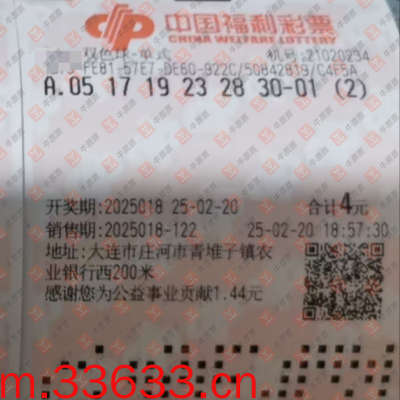 中国福利彩票
CHINA WELFARE LOTTERY
双色球-单式 机号:21020234
FE81-57E7-DE60-922C/50842819/C4F5A
A.05 17 19 23 28 30-01 (2)
开奖期:2025018 25-02-20 合计4元
销售期:2025018-122 25-02-20 18:57:30
地址:大连市庄河市青堆子镇农
业银行西200米
感谢您为公益事业贡献1.44元
m.33633.cn